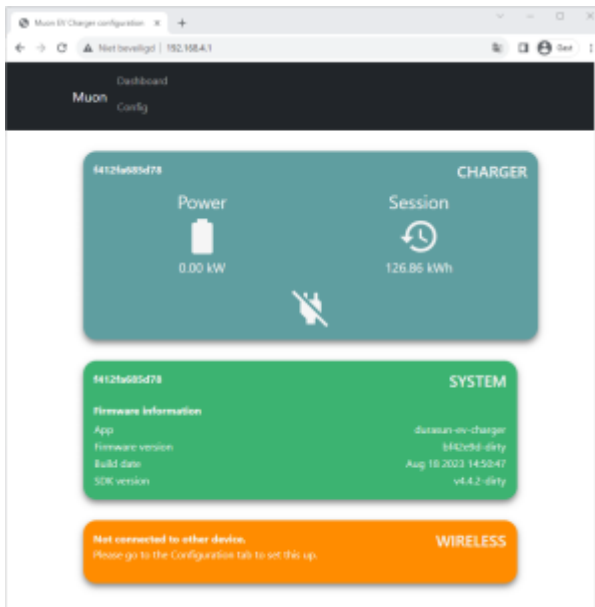 Muon EV Charger configuration
Niet beveiligd | 192.168.4.1
Gast
Dashboard
Muon
Config
f412fa685d78 CHARGER
Power Session
0.00 kW 126.86 kWh
f412fa685d78 SYSTEM
Firmware information
App durasun-ev-charger
Firmware version bf42e9d-dirty
Build date Aug 18 2023 14:50:47
SDK version v4.4.2-dirty
Not connected to other device. WIRELESS
Please go to the Configuration tab to set this up.